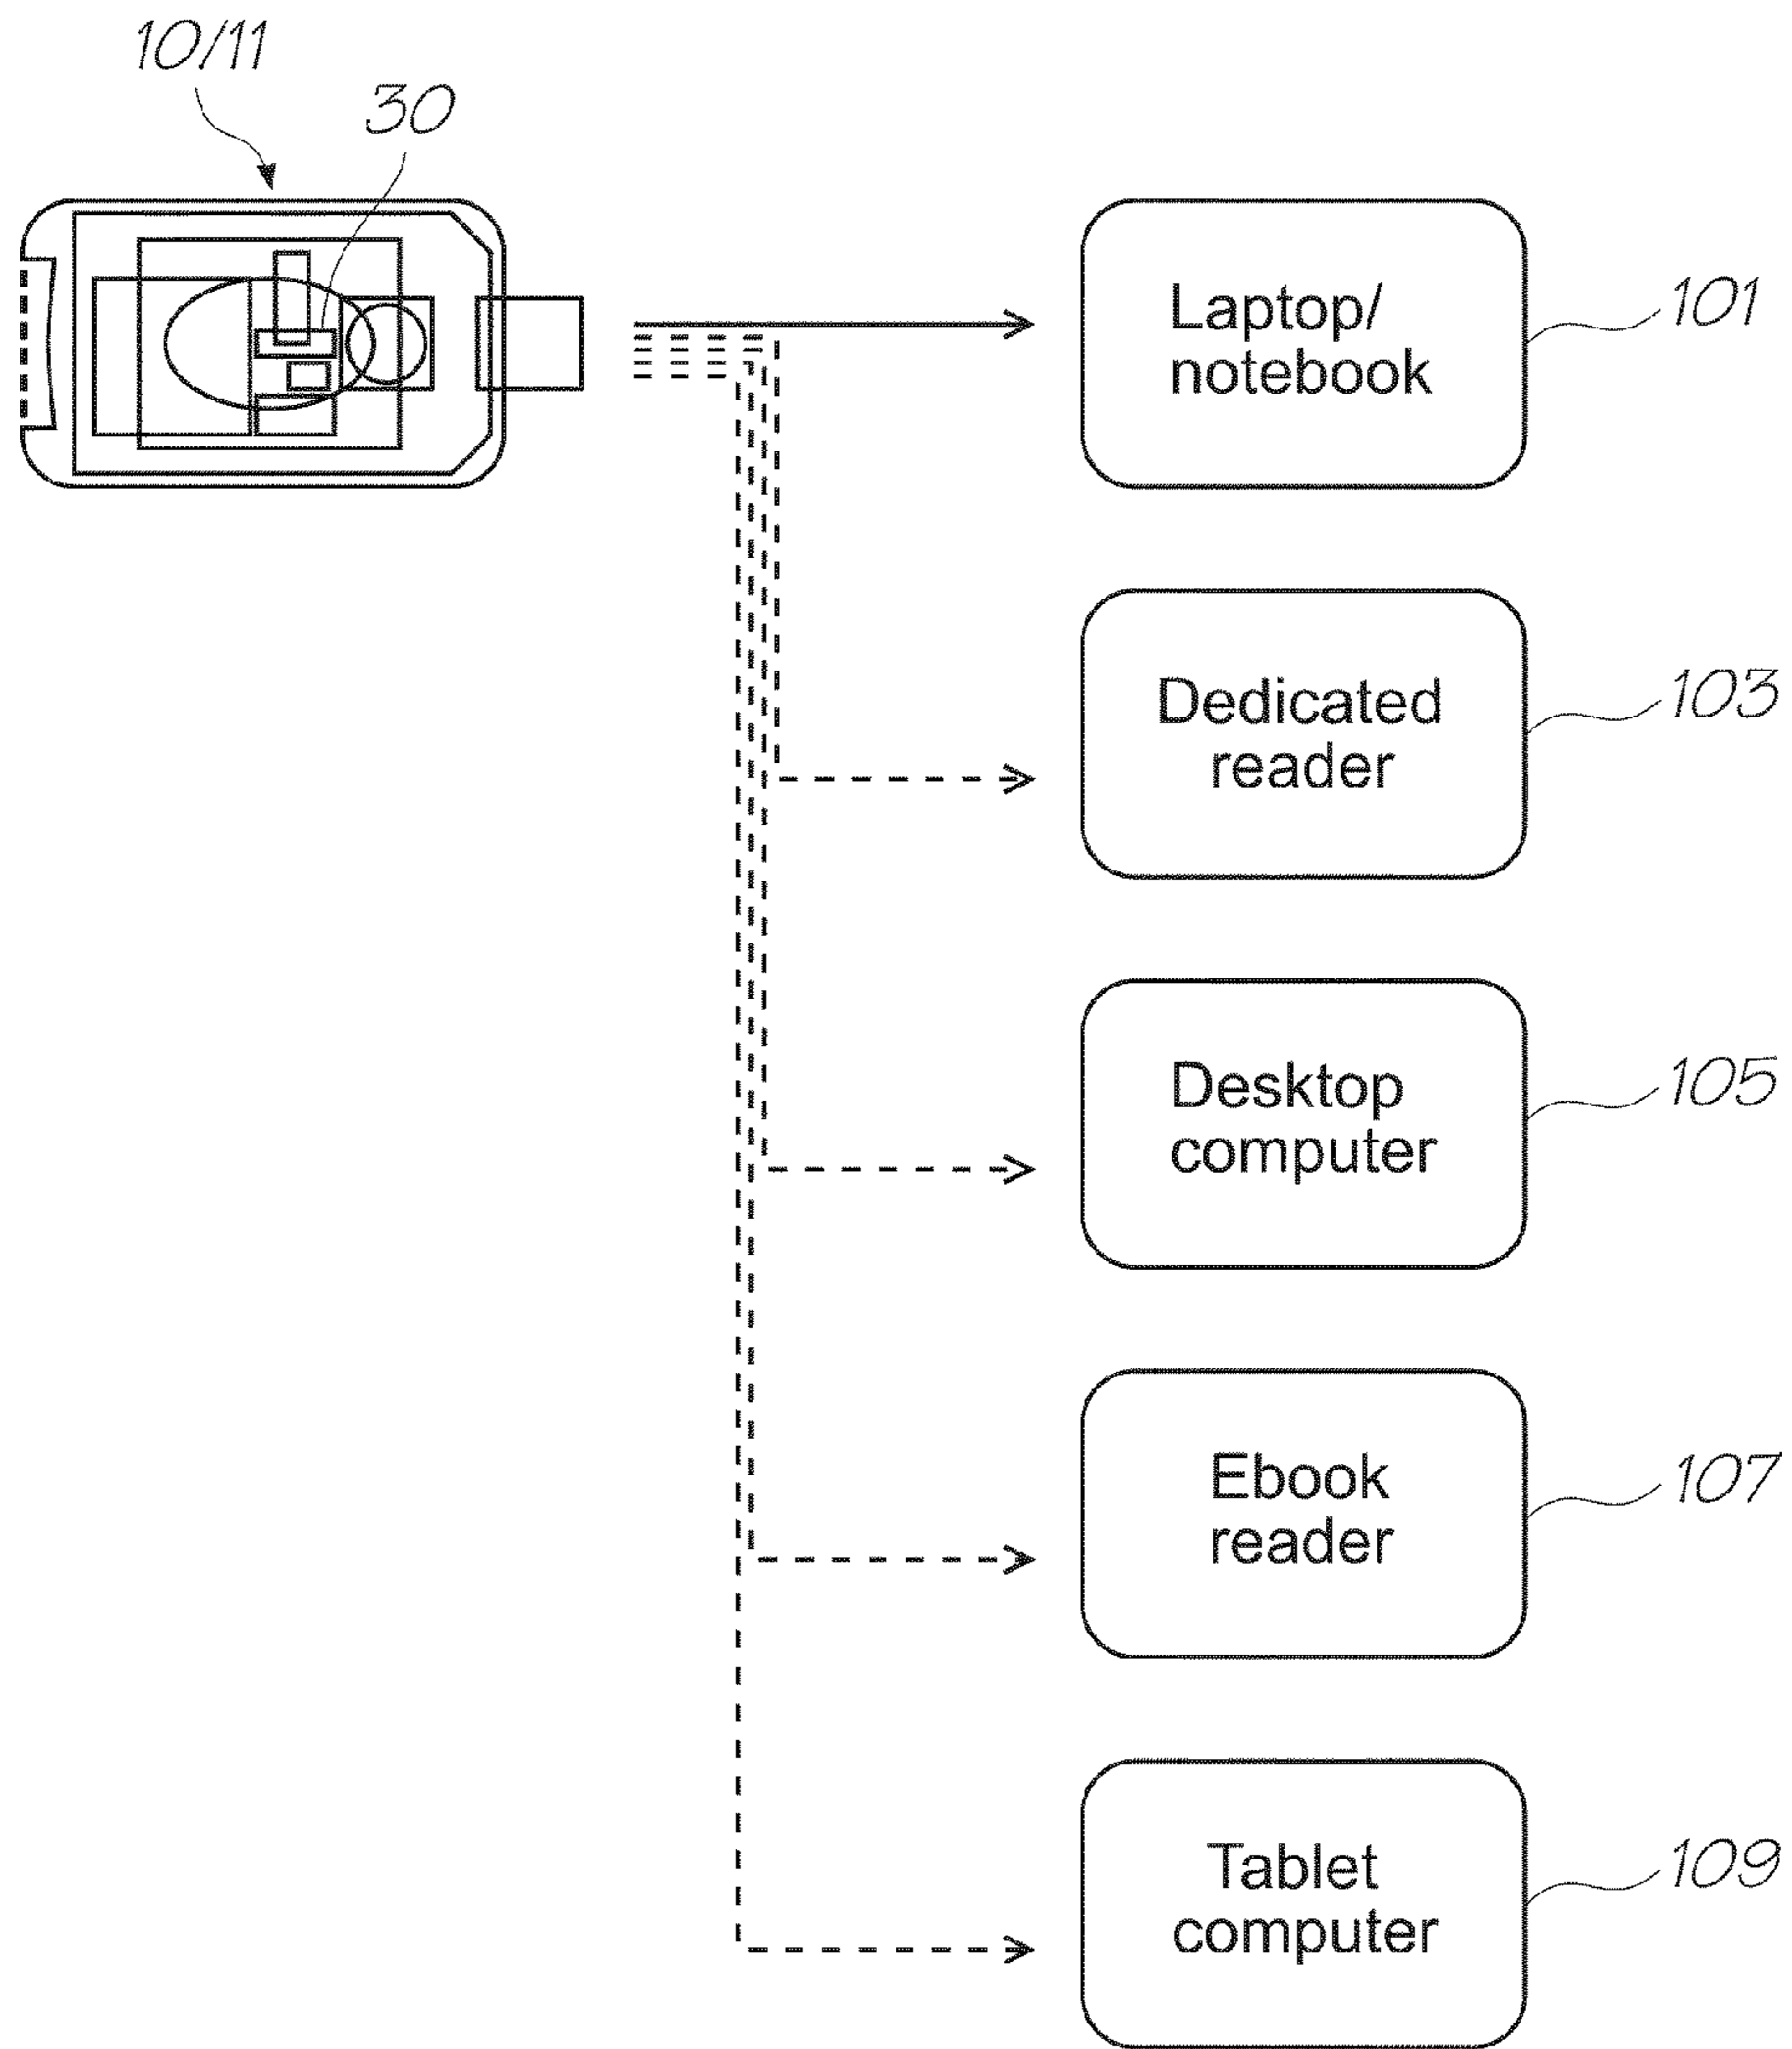 10/11
30
Laptop/
notebook
101
Dedicated
reader
103
Desktop
computer
105
Ebook
reader
107
Tablet
computer
109